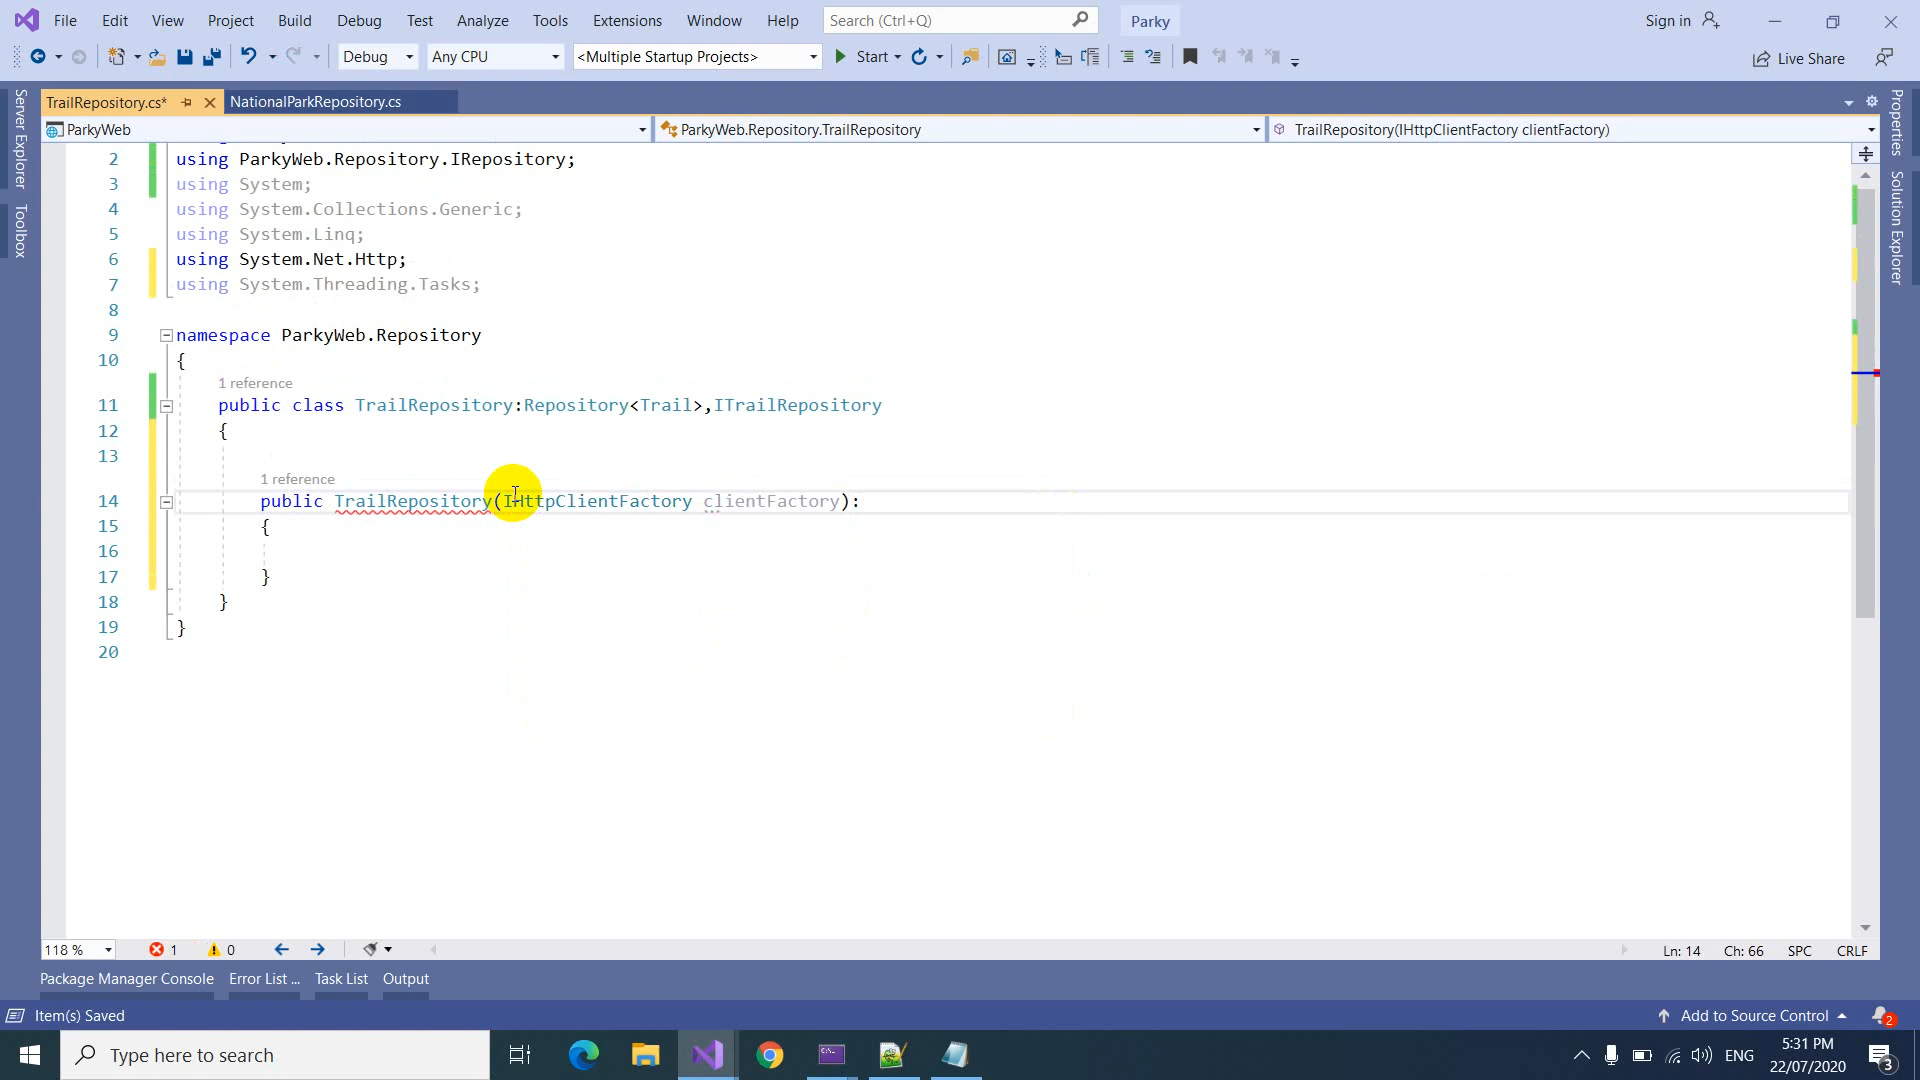 File Edit View Project Build Debug Test Analyze Tools Extensions Window Help Search (Ctrl+Q) Parky Sign in
Debug Any CPU <Multiple Startup Projects> Start Live Share
TrailRepository.cs* NationalParkRepository.cs
ParkyWeb ParkyWeb.Repository.TrailRepository TrailRepository(IHttpClientFactory clientFactory)
Server Explorer
Toolbox
Properties
Solution Explorer
2 using ParkyWeb.Repository.IRepository;
3 using System;
4 using System.Collections.Generic;
5 using System.Linq;
6 using System.Net.Http;
7 using System.Threading.Tasks;
8
9 namespace ParkyWeb.Repository
10 {
1 reference
11 public class TrailRepository:Repository<Trail>,ITrailRepository
12 {
13
1 reference
14 public TrailRepository(IHttpClientFactory clientFactory):
15 {
16
17 }
18 }
19 }
20
118 % 1 0 Ln: 14 Ch: 66 SPC CRLF
Package Manager Console Error List ... Task List Output
Item(s) Saved Add to Source Control 2
Type here to search ENG 5:31 PM
22/07/2020 3